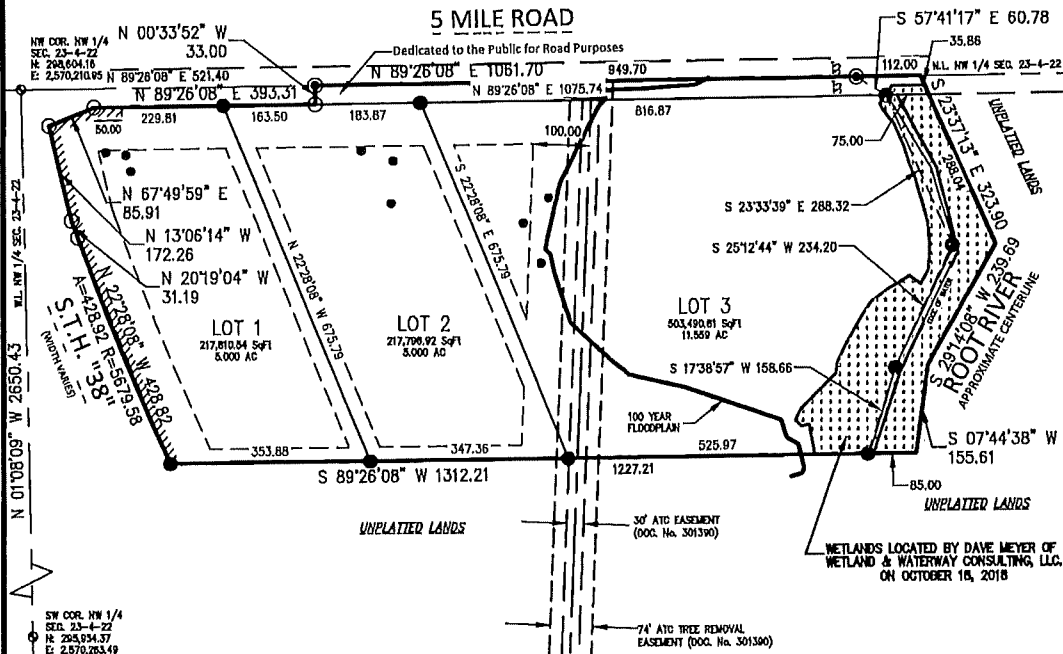 5 MILE ROAD
S 57°41'17" E 60.78
N 00°33'52" W
33.00
NW COR. NW 1/4
SEC. 23-4-22
N: 298,604.16
E: 2,570,210.95
Dedicated to the Public for Road Purposes
35.86
N 89°26'08" E 521.40
N 89°26'08" E 1061.70
949.70
112.00
N.L. NW 1/4 SEC. 23-4-22
N 89°26'08" E 393.31
N 89°26'08" E 1075.74
229.81
163.50
183.87
816.87
50.00
100.00
75.00
UNPLATTED LANDS
S 23°37'13" E 323.90
288.04
N 67°49'59" E
85.91
S 23°33'39" E 288.32
N 13°06'14" W
172.26
S 25°12'44" W 234.20
N 20°19'04" W
31.19
W.L. NW 1/4 SEC. 23-4-22
N 01°08'09" W 2650.43
N 22°28'08" W 428.82
A=428.92 R=5679.58
S.T.H. "38"
(WIDTH VARIES)
N 22°28'08" W 675.79
S 22°28'08" E 675.79
LOT 1
217,810.54 SqFt
5.000 AC
LOT 2
217,796.92 SqFt
5.000 AC
LOT 3
503,490.61 SqFt
11.559 AC
EDGE OF WATER
S 29°14'08" W 239.69
ROOT RIVER
APPROXIMATE CENTERLINE
S 17°38'57" W 158.66
100 YEAR
FLOODPLAIN
S 07°44'38" W
155.61
353.88
347.36
525.97
S 89°26'08" W 1312.21
1227.21
85.00
UNPLATTED LANDS
UNPLATTED LANDS
30' ATC EASEMENT
(DOC. No. 301390)
WETLANDS LOCATED BY DAVE MEYER OF
WETLAND & WATERWAY CONSULTING, LLC.
ON OCTOBER 16, 2018
SW COR. NW 1/4
SEC. 23-4-22
N: 295,954.37
E: 2,570,263.49
74' ATC TREE REMOVAL
EASEMENT (DOC. No. 301390)